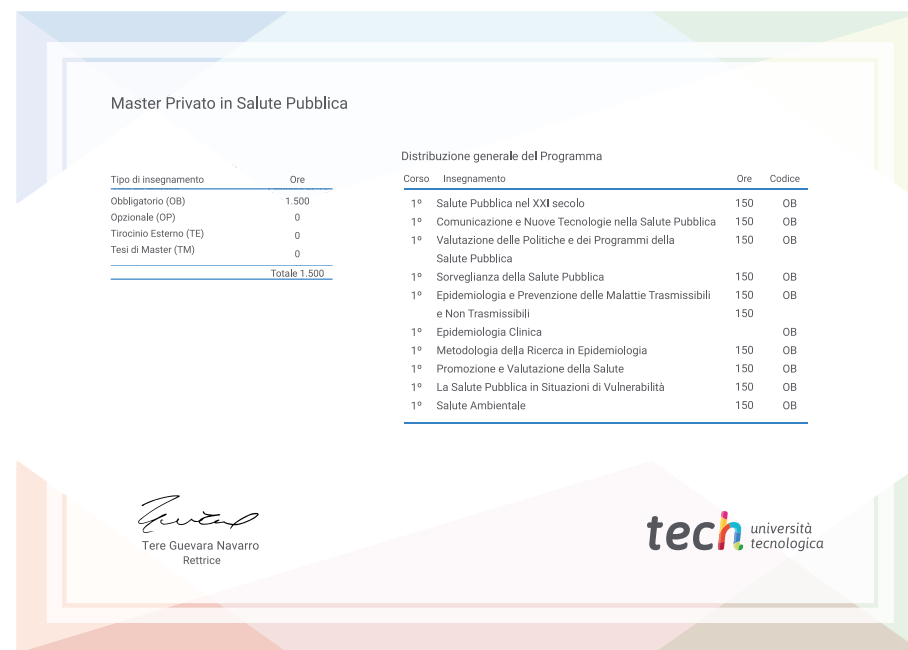 Master Privato in Salute Pubblica
Tipo di insegnamento Ore
Obbligatorio (OB) 1.500
Opzionale (OP) 0
Tirocinio Esterno (TE) 0
Tesi di Master (TM) 0
Totale 1.500
Distribuzione generale del Programma
Corso Insegnamento Ore Codice
1º Salute Pubblica nel XXI secolo 150 OB
1º Comunicazione e Nuove Tecnologie nella Salute Pubblica 150 OB
1º Valutazione delle Politiche e dei Programmi della 150 OB
Salute Pubblica
1º Sorveglianza della Salute Pubblica 150 OB
1º Epidemiologia e Prevenzione delle Malattie Trasmissibili 150 OB
e Non Trasmissibili 150
1º Epidemiologia Clinica OB
1º Metodologia della Ricerca in Epidemiologia 150 OB
1º Promozione e Valutazione della Salute 150 OB
1º La Salute Pubblica in Situazioni di Vulnerabilità 150 OB
1º Salute Ambientale 150 OB
Tere Guevara Navarro
Rettrice
tech università
tecnologica